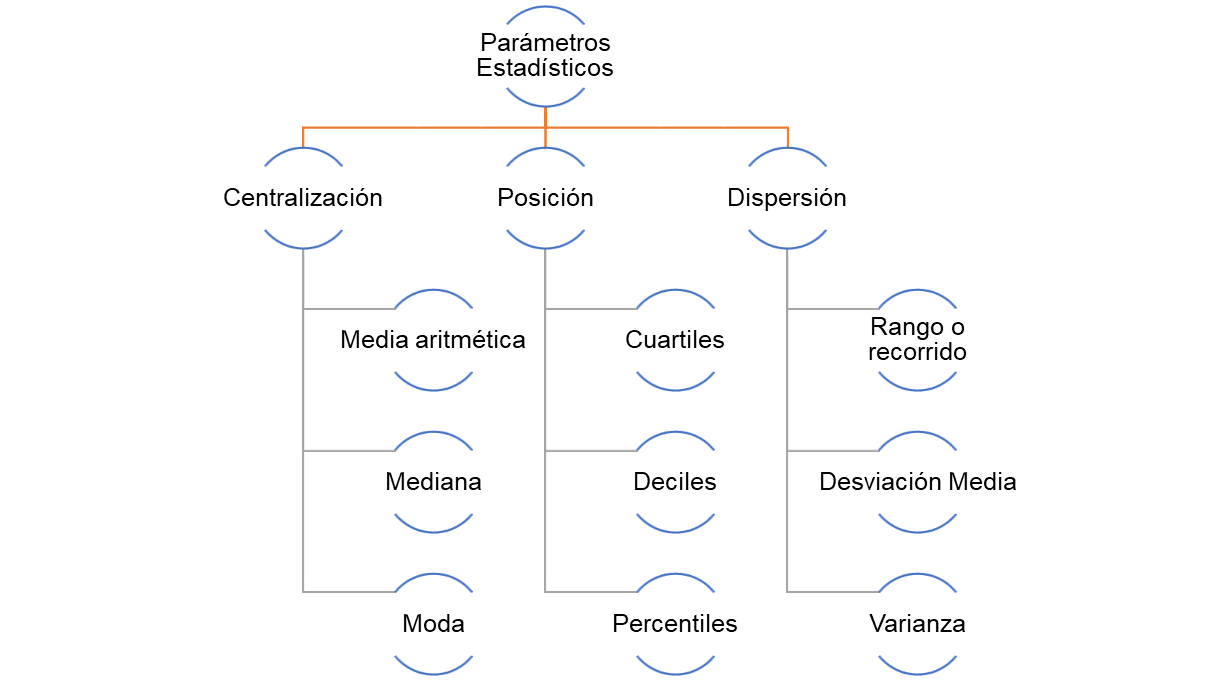 Parámetros
Estadísticos
Centralización
Posición
Dispersión
Media aritmética
Cuartiles
Rango o
recorrido
Mediana
Deciles
Desviación Media
Moda
Percentiles
Varianza